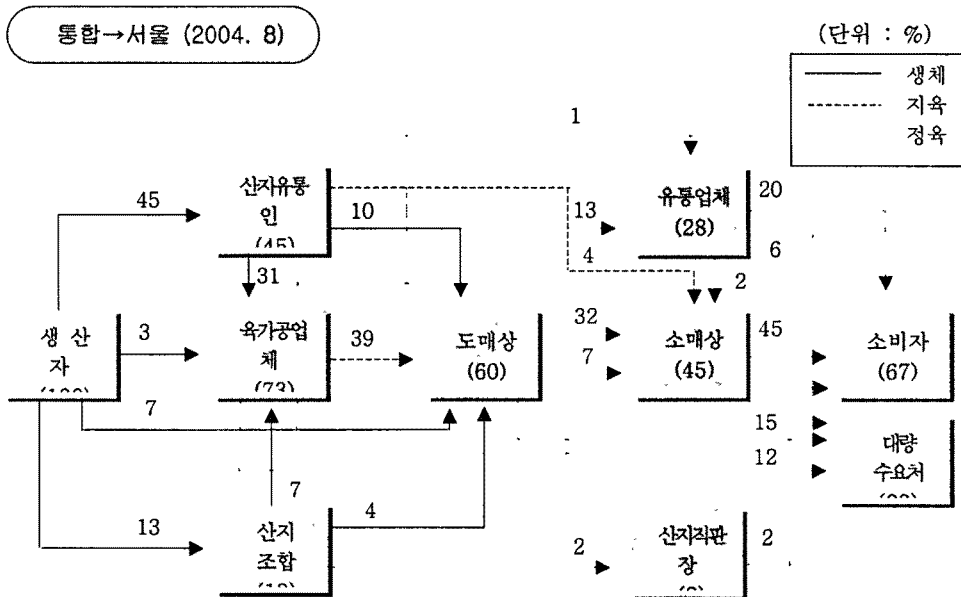 통합→서울 (2004. 8)
(단위 : %)
생체
지육
정육
1
산지유통
인
(45)
45
10
13
4
유통업체
(28)
20
6
31
2
생 산
자
3
육가공업
체
(73)
39
도매상
(60)
32
7
소매상
(45)
45
소비자
(67)
7
15
12
대량
수요처
7
4
13
산지
조합
2
산지직판
장
2